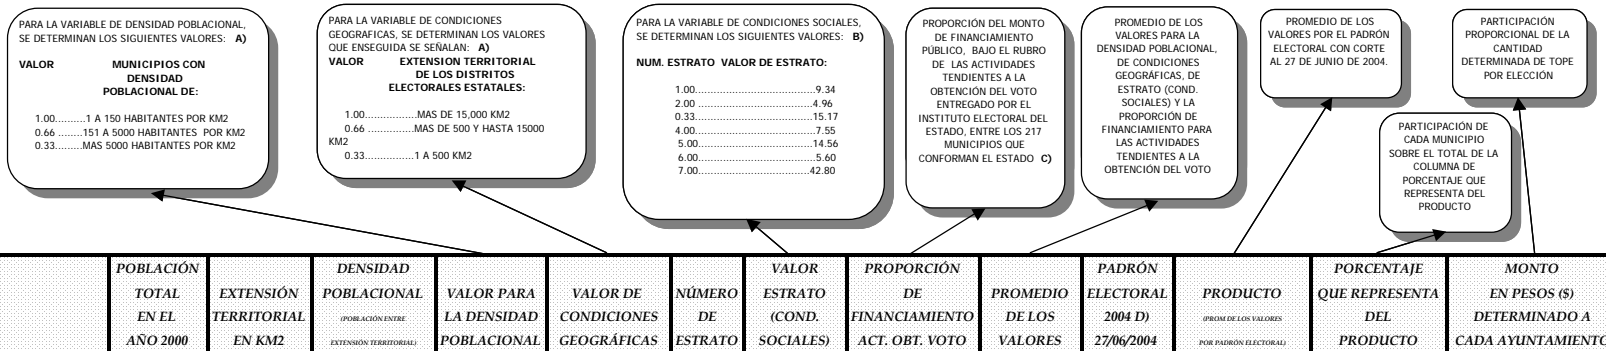 PARA LA VARIABLE DE DENSIDAD POBLACIONAL,
SE DETERMINAN LOS SIGUIENTES VALORES: A)
VALOR MUNICIPIOS CON
DENSIDAD
POBLACIONAL DE:
1.00..........1 A 150 HABITANTES POR KM2
0.66 .........151 A 5000 HABITANTES POR KM2
0.33..........MAS 5000 HABITANTES POR KM2
PARA LA VARIABLE DE CONDICIONES
GEOGRAFICAS, SE DETERMINAN LOS VALORES
QUE ENSEGUIDA SE SEÑALAN: A)
VALOR EXTENSION TERRITORIAL
DE LOS DISTRITOS
ELECTORALES ESTATALES:
1.00...............MAS DE 15,000 KM2
0.66 ...............MAS DE 500 Y HASTA 15000
KM2
0.33...............1 A 500 KM2
PARA LA VARIABLE DE CONDICIONES SOCIALES,
SE DETERMINAN LOS SIGUIENTES VALORES: B)
NUM. ESTRATO VALOR DE ESTRATO:
1.00......................................9.34
2.00 .....................................4.96
0.33......................................15.17
4.00......................................7.55
5.00......................................14.56
6.00......................................5.60
7.00......................................42.80
PROPORCIÓN DEL MONTO
DE FINANCIAMIENTO
PÚBLICO, BAJO EL RUBRO
DE LAS ACTIVIDADES
TENDIENTES A LA
OBTENCIÓN DEL VOTO
ENTREGADO POR EL
INSTITUTO ELECTORAL DEL
ESTADO, ENTRE LOS 217
MUNICIPIOS QUE
CONFORMAN EL ESTADO C)
PROMEDIO DE LOS
VALORES PARA LA
DENSIDAD POBLACIONAL,
DE CONDICIONES
GEOGRÁFICAS, DE
ESTRATO (COND.
SOCIALES) Y LA
PROPORCIÓN DE
FINANCIAMIENTO PARA
LAS ACTIVIDADES
TENDIENTES A LA
OBTENCIÓN DEL VOTO
PROMEDIO DE LOS
VALORES POR EL PADRÓN
ELECTORAL CON CORTE
AL 27 DE JUNIO DE 2004.
PARTICIPACIÓN DE
CADA MUNICIPIO
SOBRE EL TOTAL DE LA
COLUMNA DE
PORCENTAJE QUE
REPRESENTA DEL
PRODUCTO
PARTICIPACIÓN
PROPORCIONAL DE LA
CANTIDAD
DETERMINADA DE TOPE
POR ELECCIÓN
POBLACIÓN
TOTAL
EN EL
AÑO 2000
EXTENSIÓN
TERRITORIAL
EN KM2
DENSIDAD
POBLACIONAL
(POBLACIÓN ENTRE
EXTENSIÓN TERRITORIAL)
VALOR PARA
LA DENSIDAD
POBLACIONAL
VALOR DE
CONDICIONES
GEOGRÁFICAS
NÚMERO
DE
ESTRATO
VALOR
ESTRATO
(COND.
SOCIALES)
PROPORCIÓN
DE
FINANCIAMIENTO
ACT. OBT. VOTO
PROMEDIO
DE LOS
VALORES
PADRÓN
ELECTORAL
2004 D)
27/06/2004
PRODUCTO
(PROM DE LOS VALORES
POR PADRÓN ELECTORAL)
PORCENTAJE
QUE REPRESENTA
DEL
PRODUCTO
MONTO
EN PESOS ($)
DETERMINADO A
CADA AYUNTAMIENTO